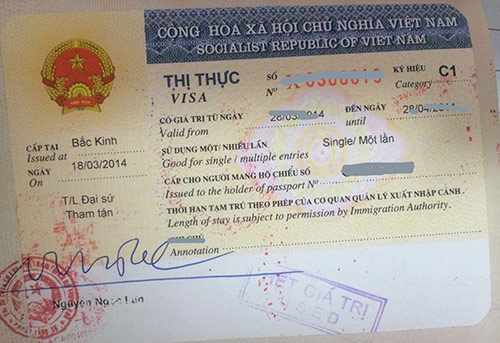 CỘNG HÒA XÃ HỘI CHỦ NGHĨA VIỆT NAM
SOCIALIST REPUBLIC OF VIET-NAM
THỊ THỰC SỐ KÝ HIỆU C1
VISA Nº Category
CÓ GIÁ TRỊ TỪ NGÀY ĐẾN NGÀY
Valid from until
CẤP TẠI Bắc Kinh
Issued at
SỬ DỤNG MỘT/ NHIỀU LẦN Single/ Một lần
Good for single / multiple entries
NGÀY 18/03/2014
On
CẤP CHO NGƯỜI MANG HỘ CHIẾU SỐ
Issued to the holder of passport Nº
T/L Đại sứ
Tham tán
THỜI HẠN TẠM TRÚ THEO PHÉP CỦA CƠ QUAN QUẢN LÝ XUẤT NHẬP CẢNH.
Length of stay is subject to permission by Immigration Authority.
Annotation
Nguyễn Ngọc
HẾT GIÁ TRỊ
USED